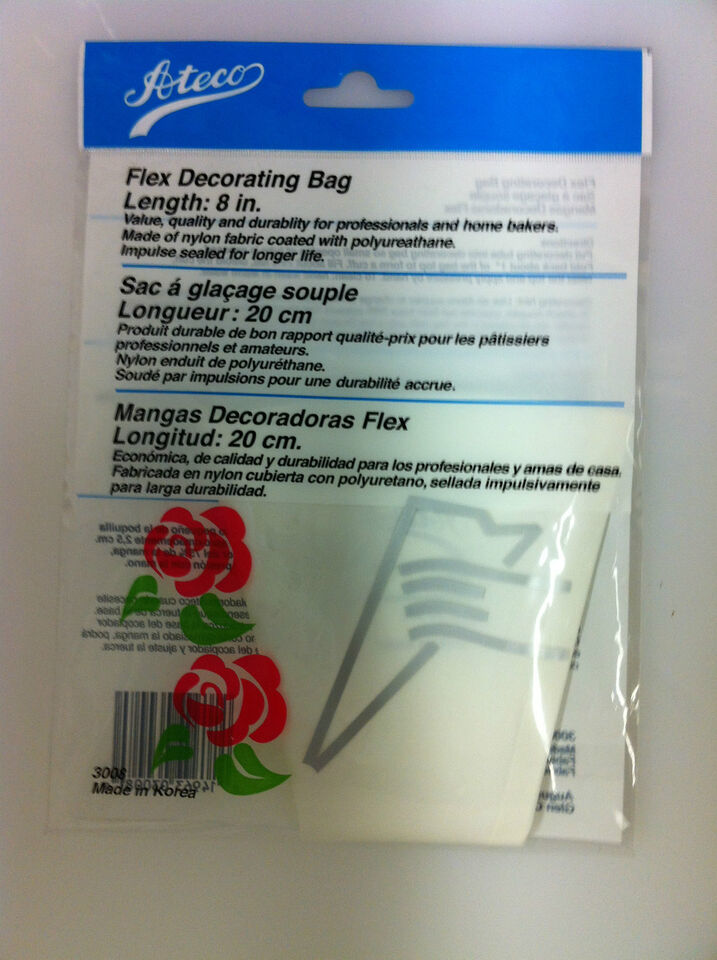 Ateco
Flex Decorating Bag
Length: 8 in.
Value, quality and durablity for professionals and home bakers.
Made of nylon fabric coated with polyureathane.
Impulse sealed for longer life.
Sac á glaçage souple
Longueur: 20 cm
Produit durable de bon rapport qualité-prix pour les pâtissiers
professionnels et amateurs.
Nylon enduit de polyuréthane.
Soudé par impulsions pour une durabilité accrue.
Mangas Decoradoras Flex
Longitud: 20 cm.
Económica, de calidad y durabilidad para los profesionales y amas de casa.
Fabricada en nylon cubierta con polyuretano, sellada impulsivamente
para larga durabilidad.
3008
Made in Korea